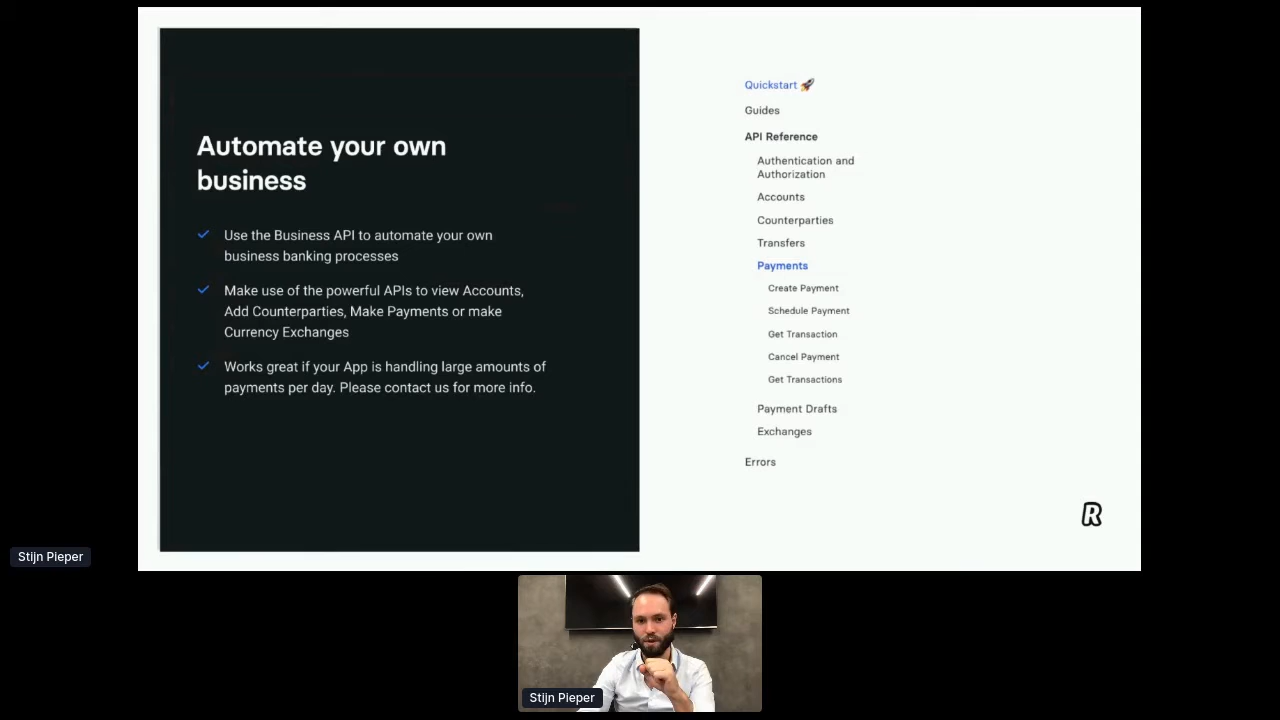 Automate your own
business
Use the Business API to automate your own
business banking processes
Make use of the powerful APIs to view Accounts,
Add Counterparties, Make Payments or make
Currency Exchanges
Works great if your App is handling large amounts of
payments per day. Please contact us for more info.
Quickstart 🚀
Guides
API Reference
Authentication and
Authorization
Accounts
Counterparties
Transfers
Payments
Create Payment
Schedule Payment
Get Transaction
Cancel Payment
Get Transactions
Payment Drafts
Exchanges
Errors
R
Stijn Pieper
Stijn Pieper